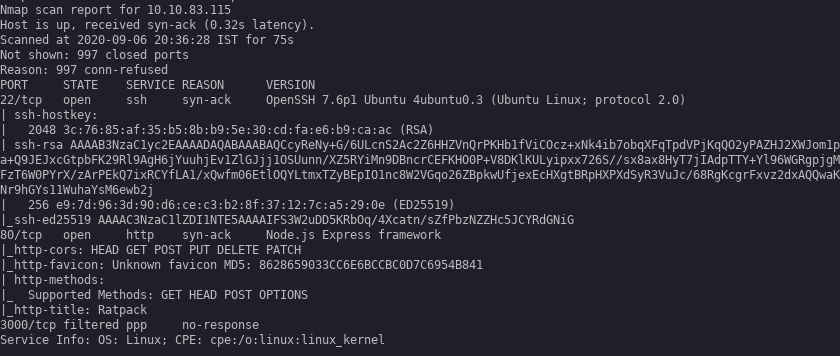 Nmap scan report for 10.10.83.115
Host is up, received syn-ack (0.32s latency).
Scanned at 2020-09-06 20:36:28 IST for 75s
Not shown: 997 closed ports
Reason: 997 conn-refused
PORT     STATE    SERVICE REASON      VERSION
22/tcp   open     ssh     syn-ack     OpenSSH 7.6p1 Ubuntu 4ubuntu0.3 (Ubuntu Linux; protocol 2.0)
| ssh-hostkey:
|   2048 3c:76:85:af:35:b5:8b:b9:5e:30:cd:fa:e6:b9:ca:ac (RSA)
| ssh-rsa AAAAB3NzaC1yc2EAAAADAQABAAABAQCcyReNy+G/6ULcnS2Ac2Z6HHZVnQrPKHb1fViCOcz+xNk4ib7obqXFqTpdVPjKqQO2yPAZHJ2XWJom1p
a+Q9JEJxcGtpbFK29Rl9AgH6jYuuhjEv1ZlGJjj1OSUunn/XZ5RYiMn9DBncrCEFKHO0P+V8DKlKULyipxx726S//sx8ax8HyT7jIAdpTTY+Yl96WGRgpjgM
FzT6W0PYrX/zArPEkQ7ixRCYfLA1/xQwfm06EtlOQYLtmxTZyBEpIO1nc8W2VGqo26ZBpkwUfjexEcHXgtBRpHXPXdSyR3VuJc/68RgKcgrFxvz2dxAQQwaK
Nr9hGYs11WuhaYsM6ewb2j
|   256 e9:7d:96:3d:90:d6:ce:c3:b2:8f:37:12:7c:a5:29:0e (ED25519)
|_ssh-ed25519 AAAAC3NzaC1lZDI1NTE5AAAAIFS3W2uDD5KRbOq/4Xcatn/sZfPbzNZZHc5JCYRdGNiG
80/tcp   open     http    syn-ack     Node.js Express framework
|_http-cors: HEAD GET POST PUT DELETE PATCH
|_http-favicon: Unknown favicon MD5: 8628659033CC6E6BCCBC0D7C6954B841
| http-methods:
|_  Supported Methods: GET HEAD POST OPTIONS
|_http-title: Ratpack
3000/tcp filtered ppp     no-response
Service Info: OS: Linux; CPE: cpe:/o:linux:linux_kernel